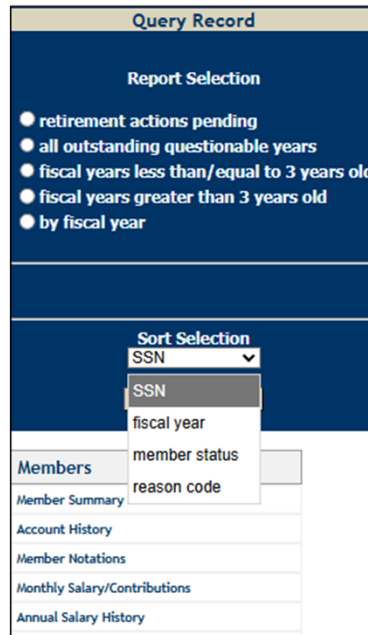 Query Record
Report Selection
retirement actions pending
all outstanding questionable years
fiscal years less than/equal to 3 years old
fiscal years greater than 3 years old
by fiscal year
Sort Selection
SSN
SSN
fiscal year
member status
reason code
Members
Member Summary
Account History
Member Notations
Monthly Salary/Contributions
Annual Salary History